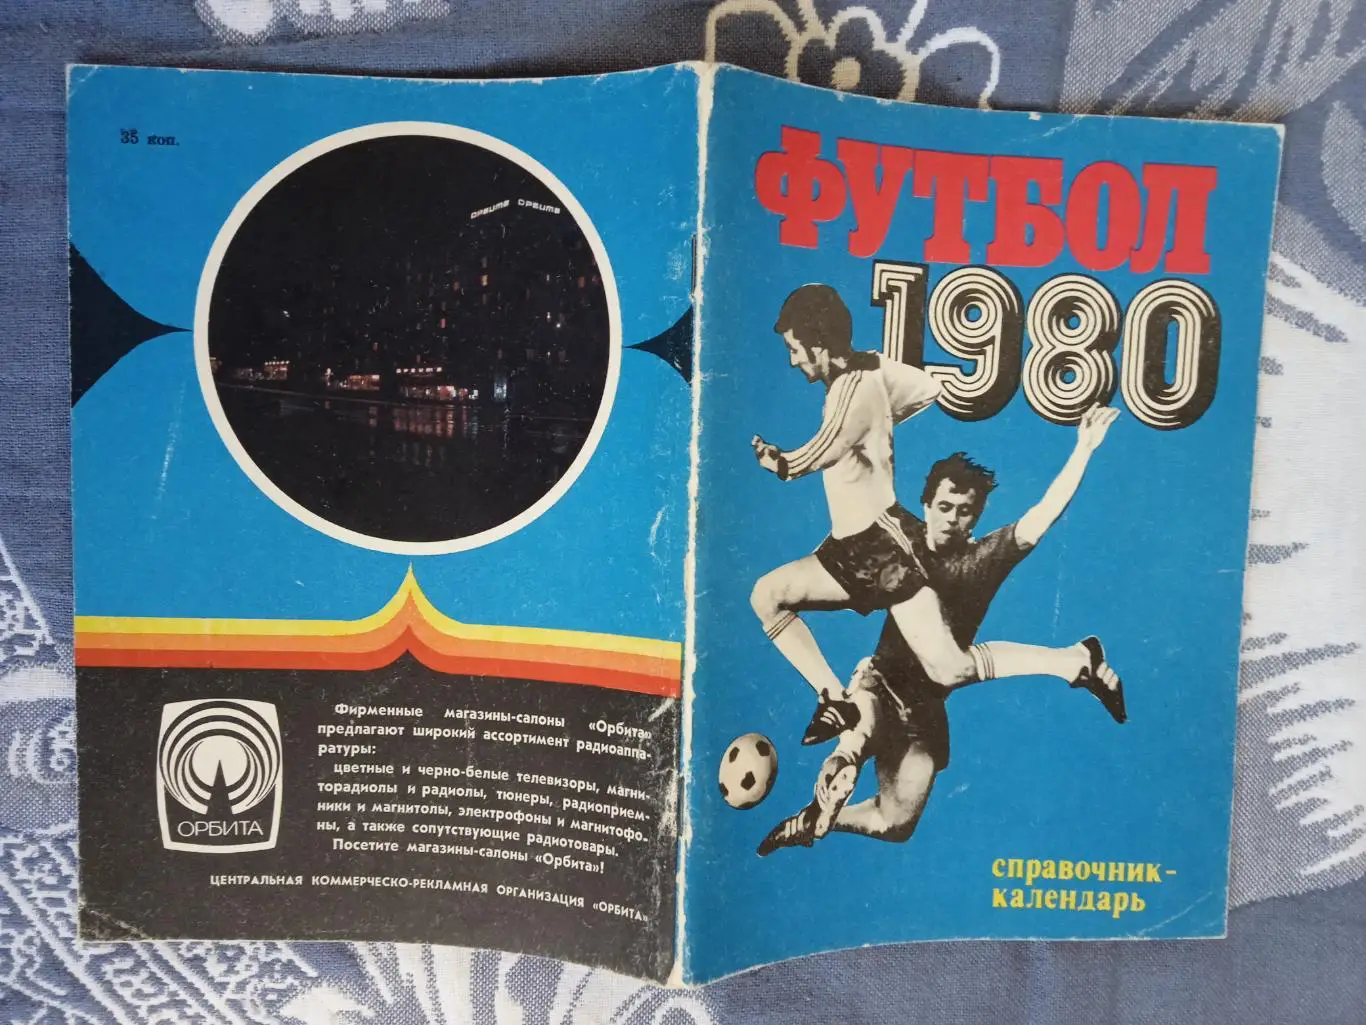 35 коп.
ОРБИТА ОРБИТА
Фирменные магазины-салоны «Орбита»
предлагают широкий ассортимент радиоаппа-
ратуры:
цветные и черно-белые телевизоры, магни-
торадиолы и радиолы, тюнеры, радиоприем-
ники и магнитолы, электрофоны и магнитофо-
ны, а также сопутствующие радиотовары.
Посетите магазины-салоны «Орбита»!
ОРБИТА
ЦЕНТРАЛЬНАЯ КОММЕРЧЕСКО-РЕКЛАМНАЯ ОРГАНИЗАЦИЯ «ОРБИТА»
ФУТБОЛ
1980
справочник-
календарь